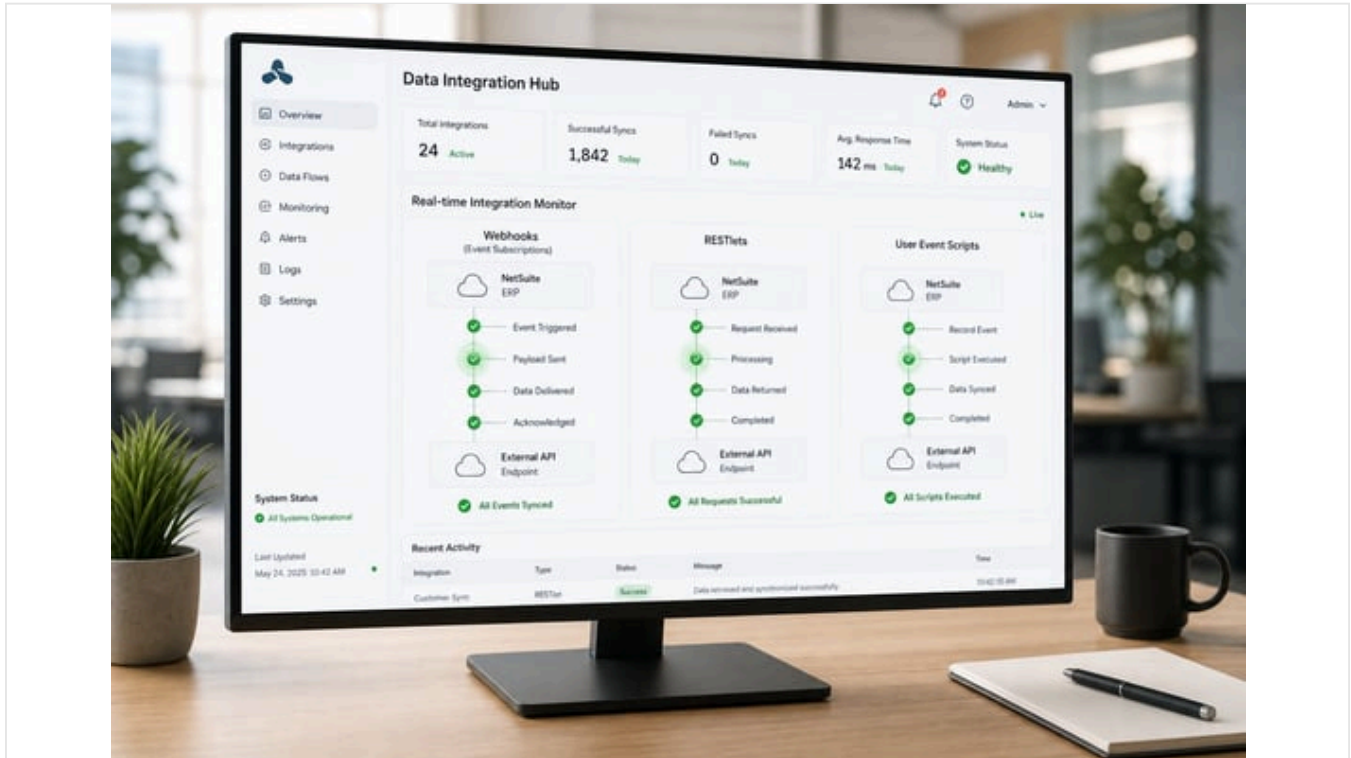 Data Integration Hub
Admin
Overview
Integrations
Data Flows
Monitoring
Alerts
Logs
Settings
Total Integrations
24 Active
Successful Syncs
1,842 Today
Failed Syncs
0 Today
Avg. Response Time
142 ms Today
System Status
Healthy
Real-time Integration Monitor
Live
Webhooks
(Event Subscriptions)
NetSuite
ERP
Event Triggered
Payload Sent
Data Delivered
Acknowledged
External API
Endpoint
All Events Synced
RESTlets
NetSuite
ERP
Request Received
Processing
Data Returned
Completed
External API
Endpoint
All Requests Successful
User Event Scripts
NetSuite
ERP
Record Event
Script Executed
Data Synced
Completed
External API
Endpoint
All Scripts Executed
System Status
All Systems Operational
Last Updated
May 24, 2025 10:42 AM
Recent Activity
Integration Type Status Message Time
Customer Sync Success Data retrieved and synchronized successfully